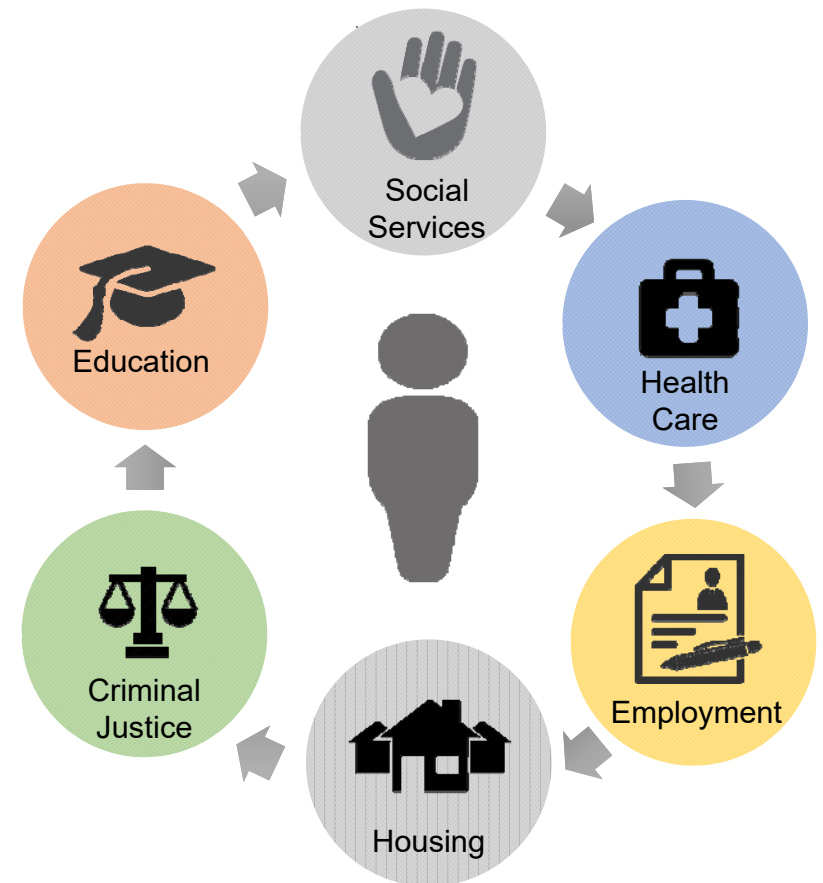 Social
Services
Health
Care
Employment
Housing
Criminal
Justice
Education